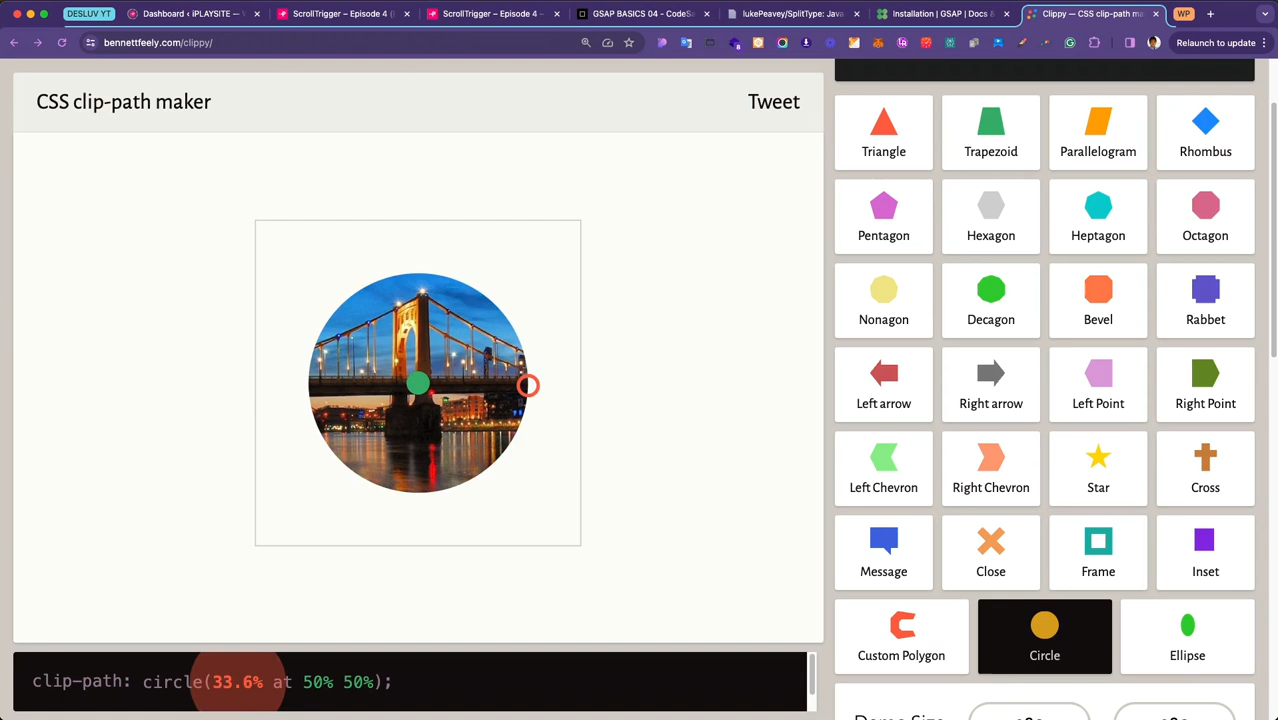 DESLUV YT
Dashboard ‹ iPLAYSITE —
ScrollTrigger – Episode 4 (
ScrollTrigger – Episode 4 –
GSAP BASICS 04 - CodeSa
lukePeavey/SplitType: Java
Installation | GSAP | Docs &
Clippy — CSS clip-path ma
WP
bennettfeely.com/clippy/
Relaunch to update
CSS clip-path maker
Tweet
Triangle
Trapezoid
Parallelogram
Rhombus
Pentagon
Hexagon
Heptagon
Octagon
Nonagon
Decagon
Bevel
Rabbet
Left arrow
Right arrow
Left Point
Right Point
Left Chevron
Right Chevron
Star
Cross
Message
Close
Frame
Inset
Custom Polygon
Circle
Ellipse
clip-path: circle(33.6% at 50% 50%);
Demo Size